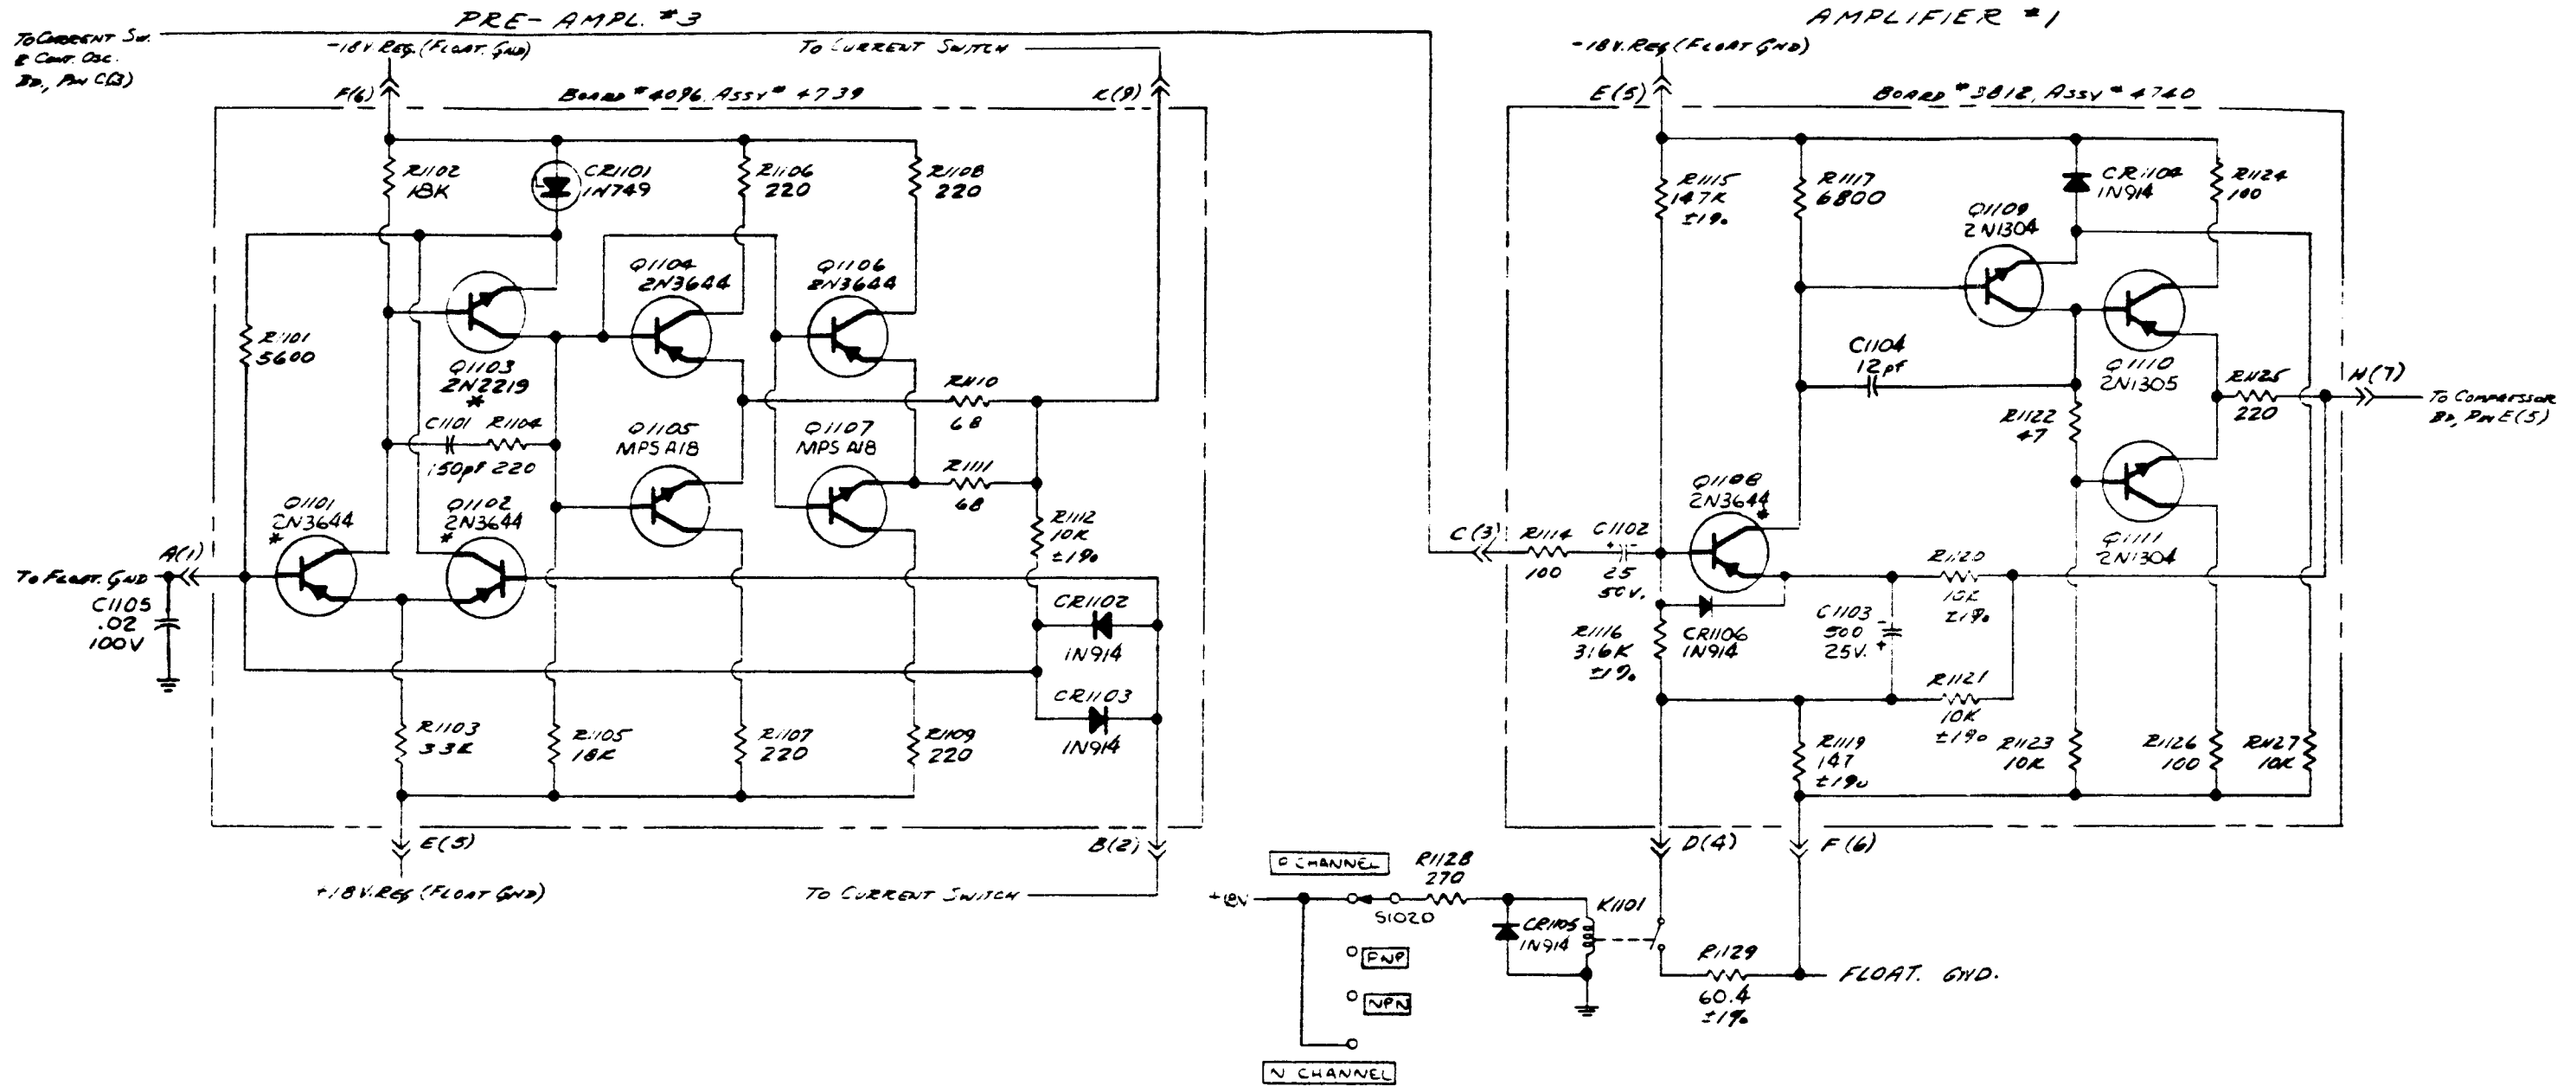 PRE-AMPL. #3
AMPLIFIER #1
TO CURRENT SW.
& CONT. OSC.
BD., PIN C(3)
-18V.REG.(FLOAT.GND)
TO CURRENT SWITCH
-18V.REG(FLOAT GND)
F(6)
BOARD #4096, ASSY# 4739
K(9)
E(5)
BOARD #3812, ASSY #4740
R1102
18K
CR1101
1N749
R1106
220
R1108
220
R1115
147K
±1%
R1117
6800
CR1104
1N914
R1124
100
Q1109
2N1304
Q1104
2N3644
Q1106
2N3644
R1101
5600
Q1103
2N2219
*
C1104
12pf
Q1110
2N1305
R1125
220
H(7)
TO COMPRESSOR
BD, PIN E(5)
R1110
68
C1101
150pf
R1104
220
Q1105
MPS A18
Q1107
MPS A18
R1122
47
R1111
68
Q1101
2N3644
*
Q1102
2N3644
*
R1112
10K
±1%
Q1108
2N3644
*
A(1)
TO FLOAT. GND
C1105
.02
100V
C(3)
R1114
100
C1102
+ -
25
50V.
Q1111
2N1304
R1120
10K
±1%
CR1102
1N914
R1116
31.6K
±1%
CR1106
1N914
C1103
500
25V.
-
+
CR1103
1N914
R1121
10K
±1%
R1103
33K
R1105
18K
R1107
220
R1109
220
R1119
147
±1%
R1123
10K
R1126
100
R1127
10K
E(5)
B(2)
D(4)
F(6)
+18V.REG(FLOAT GND)
TO CURRENT SWITCH
P CHANNEL
R1128
270
+18V
S1020
K1101
CR1105
1N914
PNP
R1129
60.4
±1%
FLOAT. GND.
NPN
N CHANNEL